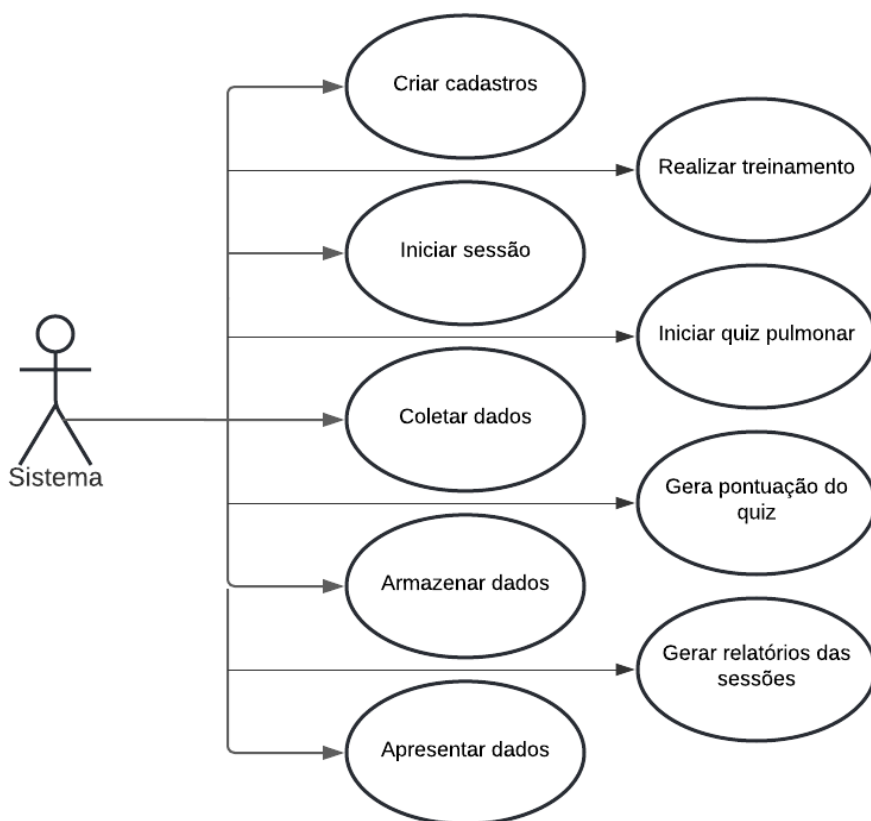 Criar cadastros
Realizar treinamento
Iniciar sessão
Iniciar quiz pulmonar
Coletar dados
Sistema
Gera pontuação do
quiz
Armazenar dados
Gerar relatórios das
sessões
Apresentar dados